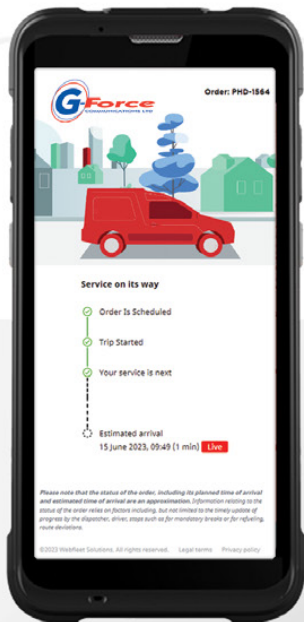 G-Force
COMMUNICATIONS LTD
Order: PHD-1564
Service on its way
Order Is Scheduled
Trip Started
Your service is next
Estimated arrival
15 June 2023, 09:49 (1 min) Live
Please note that the status of the order, including its planned time of arrival
and estimated time of arrival are an approximation. Information relating to the
status of the order relies on factors including, but not limited to the timely update of
progress by the dispatcher, driver, stops such as for mandatory breaks or for refueling,
route deviations.
©2023 Webfleet Solutions. All rights reserved. Legal terms Privacy policy